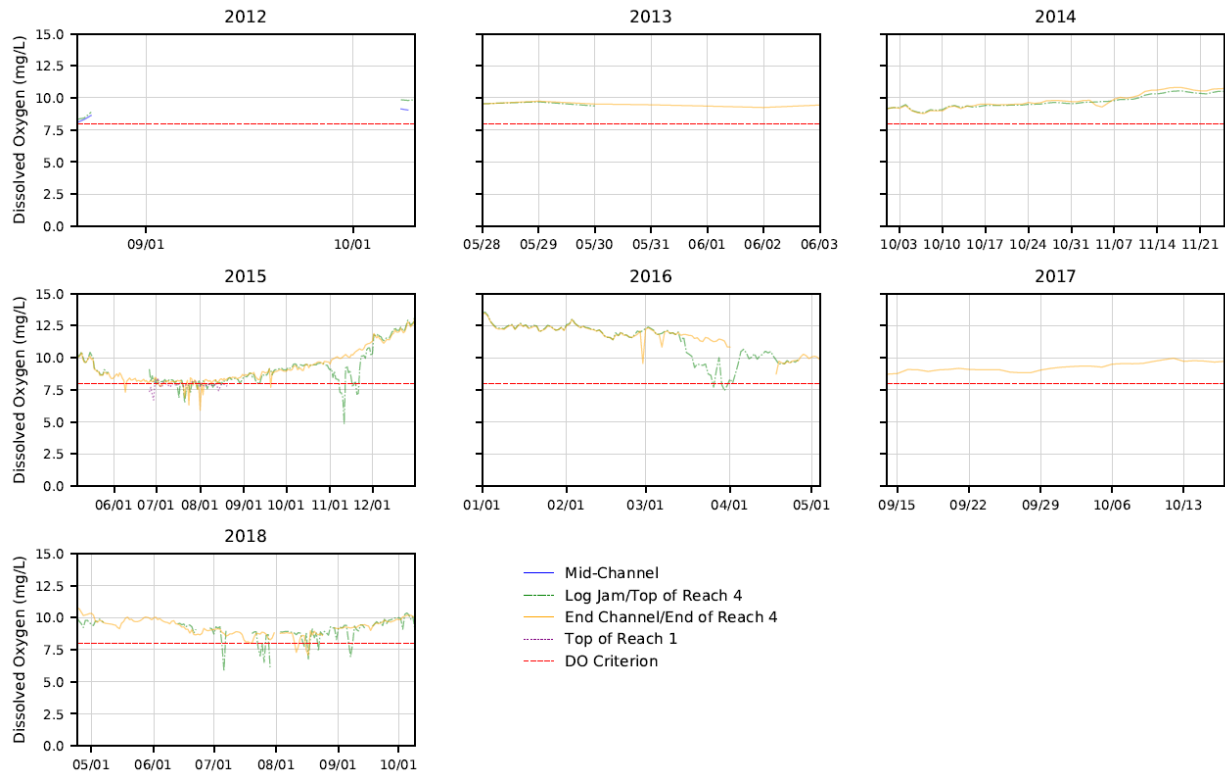 2012
2013
2014
Dissolved Oxygen (mg/L)
15.0
12.5
10.0
7.5
5.0
2.5
0.0
09/01 10/01
05/28 05/29 05/30 05/31 06/01 06/02 06/03
10/03 10/10 10/17 10/24 10/31 11/07 11/14 11/21
2015
2016
2017
Dissolved Oxygen (mg/L)
15.0
12.5
10.0
7.5
5.0
2.5
0.0
06/01 07/01 08/01 09/01 10/01 11/01 12/01
01/01 02/01 03/01 04/01 05/01
09/15 09/22 09/29 10/06 10/13
2018
Dissolved Oxygen (mg/L)
15.0
12.5
10.0
7.5
5.0
2.5
0.0
05/01 06/01 07/01 08/01 09/01 10/01
Mid-Channel
Log Jam/Top of Reach 4
End Channel/End of Reach 4
Top of Reach 1
DO Criterion